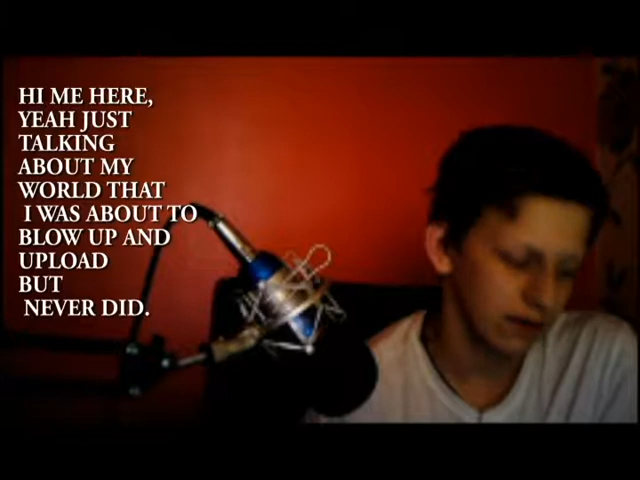 HI ME HERE,
YEAH JUST
TALKING
ABOUT MY
WORLD THAT
I WAS ABOUT TO
BLOW UP AND
UPLOAD
BUT
NEVER DID.